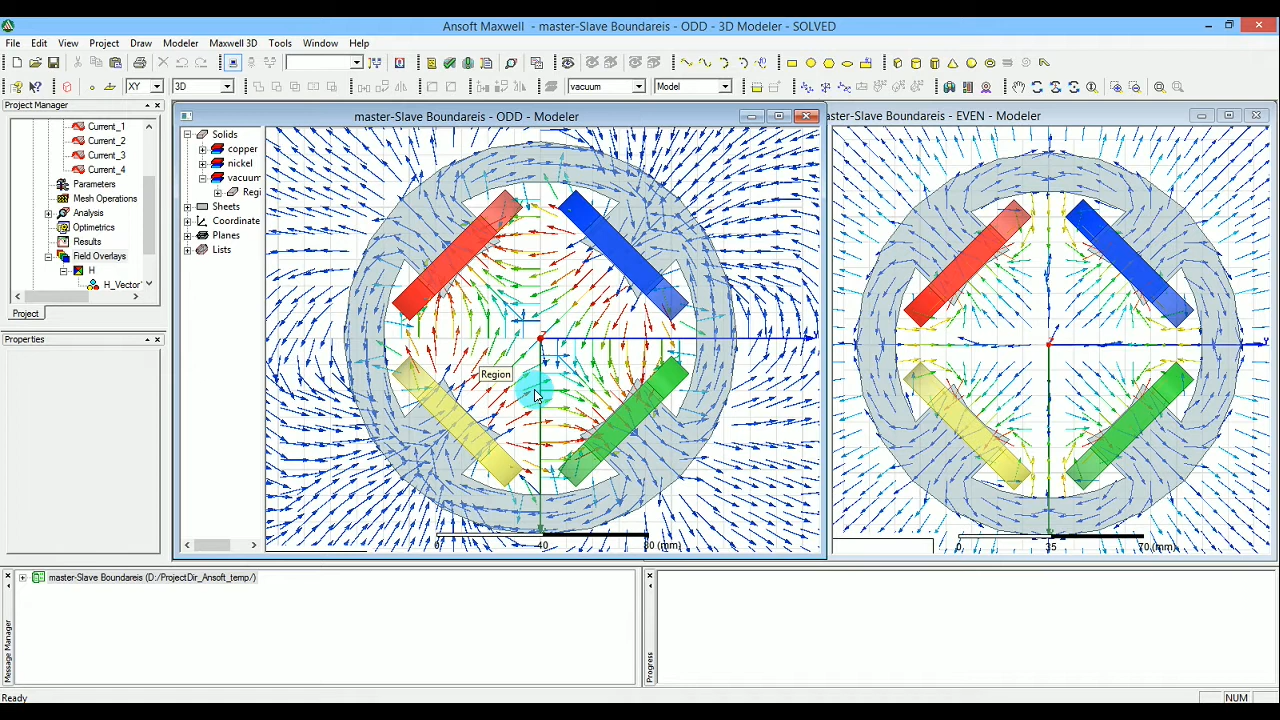 Ansoft Maxwell - master-Slave Boundareis - ODD - 3D Modeler - SOLVED
File Edit View Project Draw Modeler Maxwell 3D Tools Window Help
XY 3D vacuum Model
Project Manager
Current_1
Current_2
Current_3
Current_4
Parameters
Mesh Operations
Analysis
Optimetrics
Results
Field Overlays
H
H_Vector
Project
Properties
master-Slave Boundareis - ODD - Modeler
Solids
copper
nickel
vacuum
Regi
Sheets
Coordinate
Planes
Lists
Region
0 40 80 (mm)
aster-Slave Boundareis - EVEN - Modeler
Y
0 35 70 (mm)
master-Slave Boundareis (D:/ProjectDir_Ansoft_temp/)
Message Manager
Progress
Ready
NUM